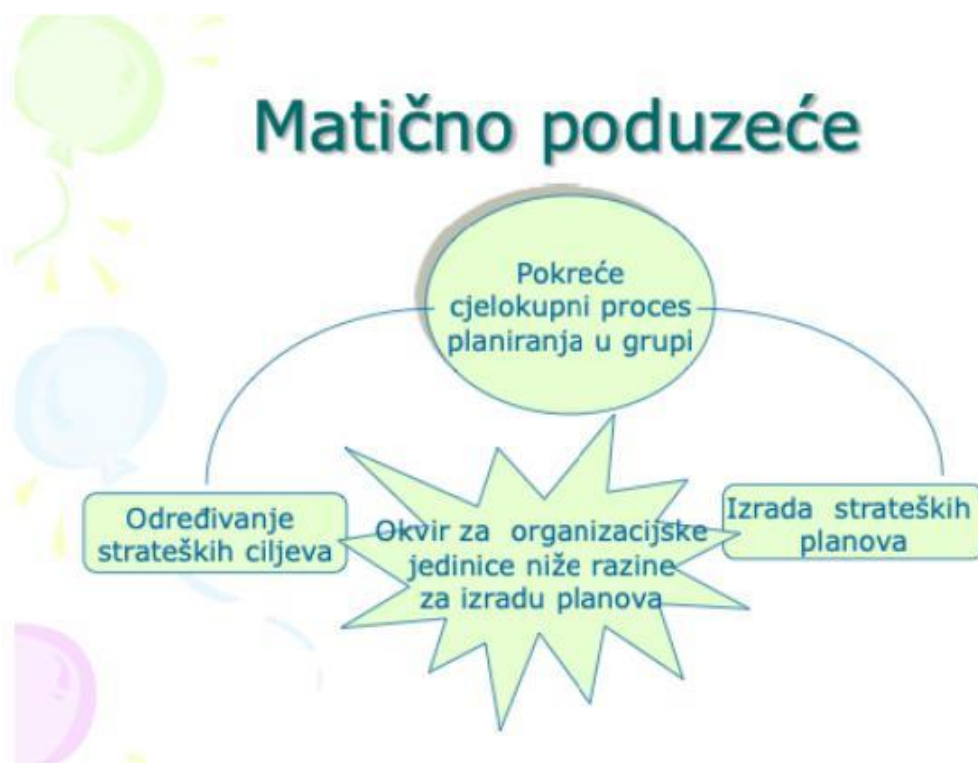 Matično poduzeće
Pokreće
cjelokupni proces
planiranja u grupi
Određivanje
strateških ciljeva
Okvir za organizacijske
jedinice niže razine
za izradu planova
Izrada strateških
planova